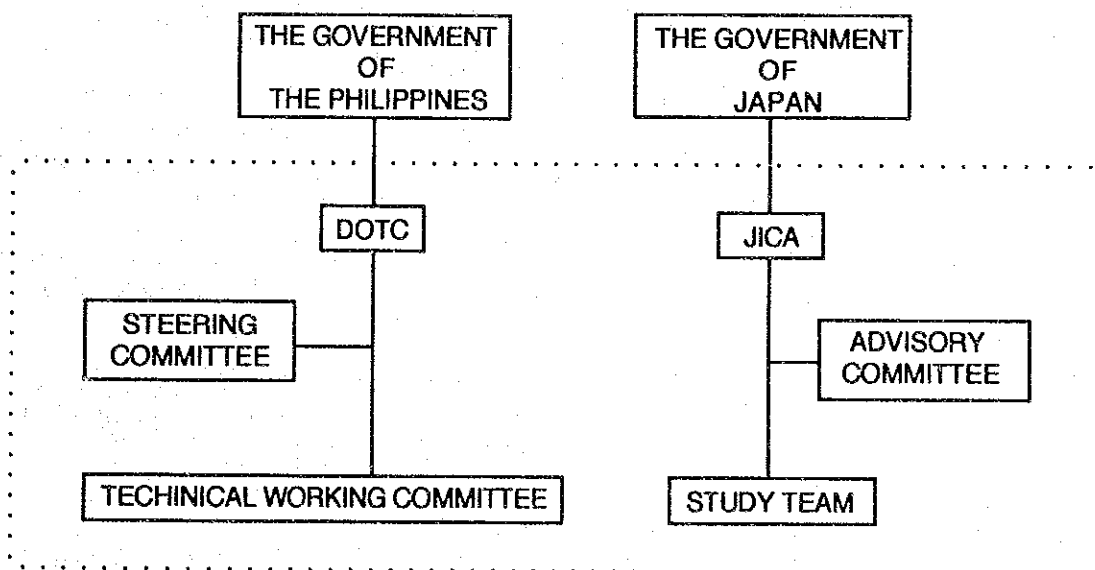 THE GOVERNMENT
OF
THE PHILIPPINES
THE GOVERNMENT
OF
JAPAN
DOTC
JICA
STEERING
COMMITTEE
ADVISORY
COMMITTEE
TECHINICAL WORKING COMMITTEE
STUDY TEAM